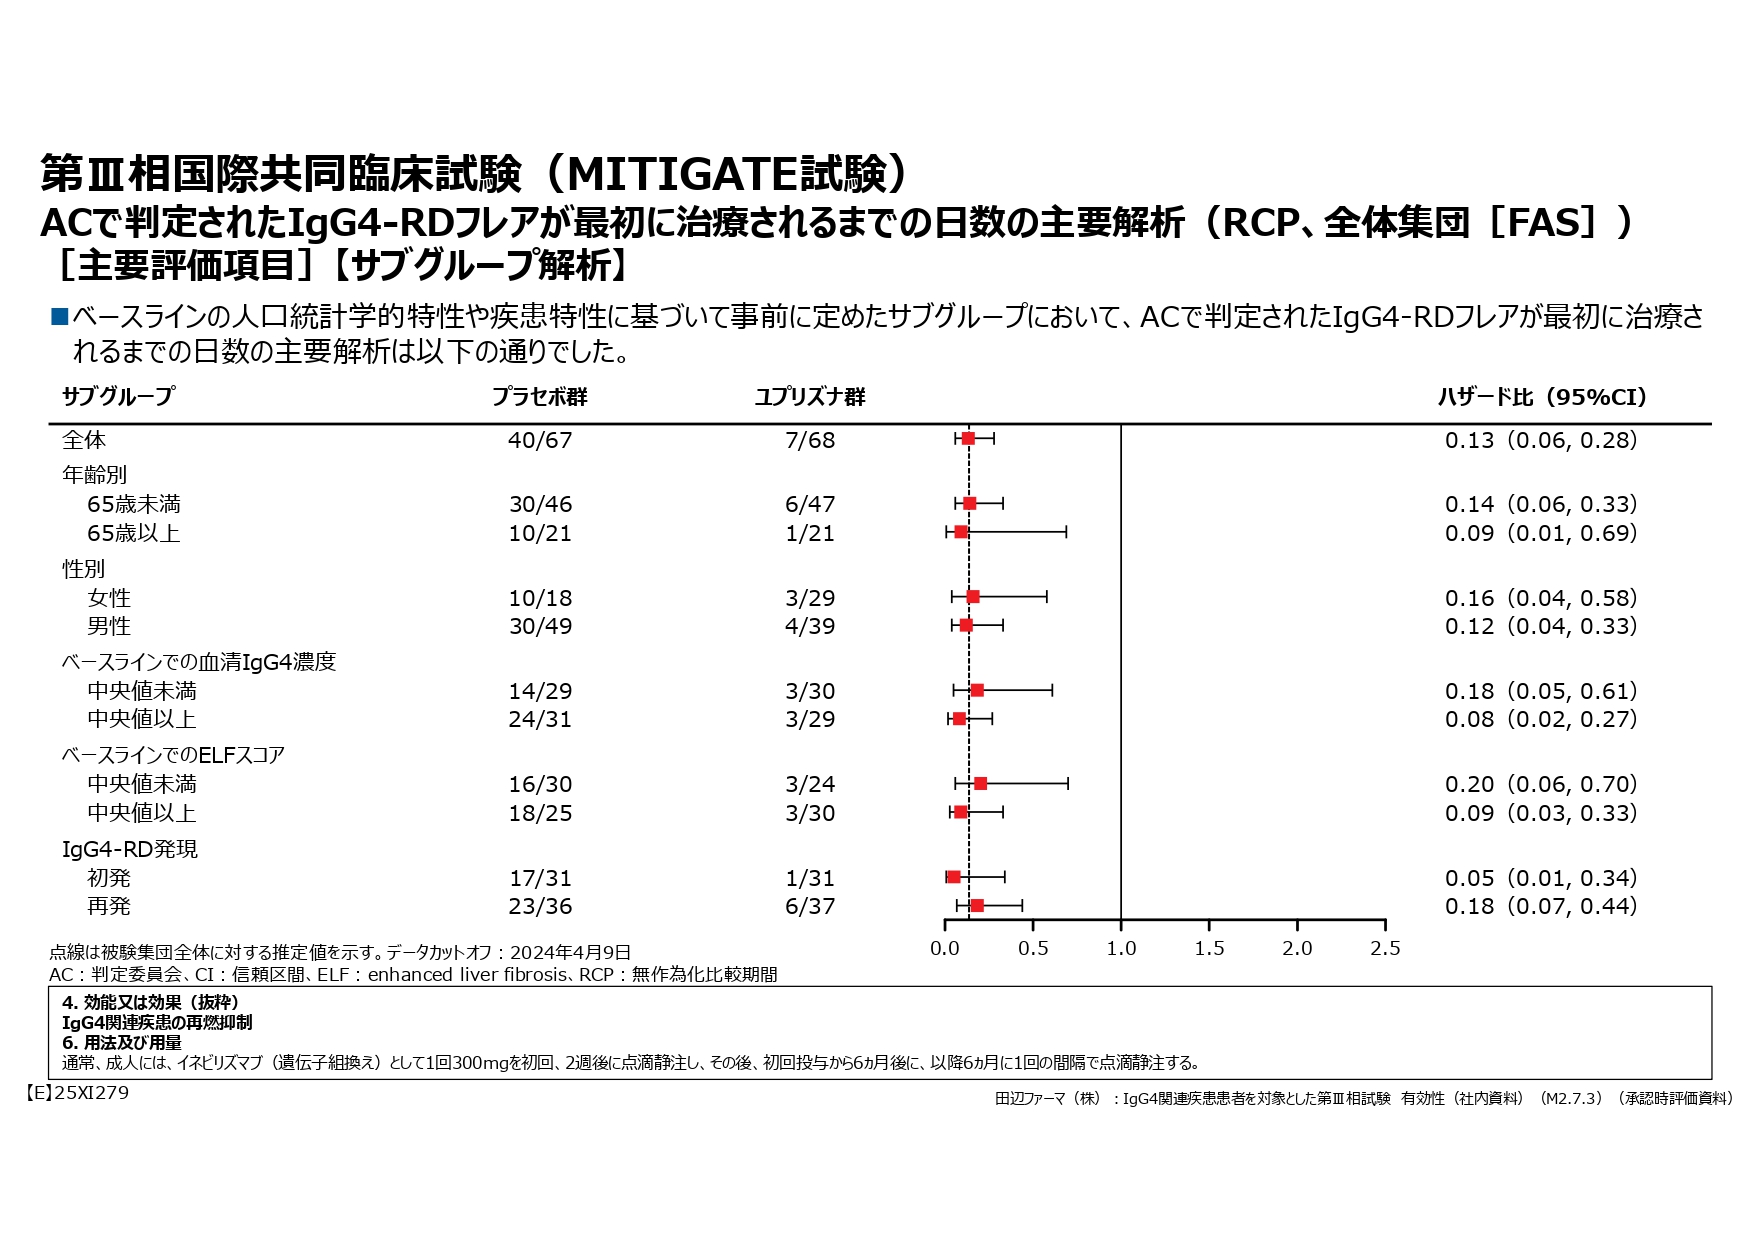 第Ⅲ相国際共同臨床試験（MITIGATE試験）
ACで判定されたIgG4-RDフレアが最初に治療されるまでの日数の主要解析（RCP、全体集団［FAS］）
［主要評価項目］【サブグループ解析】
■ベースラインの人口統計学的特性や疾患特性に基づいて事前に定めたサブグループにおいて、ACで判定されたIgG4-RDフレアが最初に治療さ
れるまでの日数の主要解析は以下の通りでした。
サブグループ プラセボ群 ユプリズナ群 ハザード比（95%CI）
全体 40/67 7/68 0.13（0.06, 0.28）
年齢別
65歳未満 30/46 6/47 0.14（0.06, 0.33）
65歳以上 10/21 1/21 0.09（0.01, 0.69）
性別
女性 10/18 3/29 0.16（0.04, 0.58）
男性 30/49 4/39 0.12（0.04, 0.33）
ベースラインでの血清IgG4濃度
中央値未満 14/29 3/30 0.18（0.05, 0.61）
中央値以上 24/31 3/29 0.08（0.02, 0.27）
ベースラインでのELFスコア
中央値未満 16/30 3/24 0.20（0.06, 0.70）
中央値以上 18/25 3/30 0.09（0.03, 0.33）
IgG4-RD発現
初発 17/31 1/31 0.05（0.01, 0.34）
再発 23/36 6/37 0.18（0.07, 0.44）
0.0 0.5 1.0 1.5 2.0 2.5
点線は被験集団全体に対する推定値を示す。データカットオフ：2024年4月9日
AC：判定委員会、CI：信頼区間、ELF：enhanced liver fibrosis、RCP：無作為化比較期間
4. 効能又は効果（抜粋）
IgG4関連疾患の再燃抑制
6. 用法及び用量
通常、成人には、イネビリズマブ（遺伝子組換え）として1回300mgを初回、2週後に点滴静注し、その後、初回投与から6ヵ月後に、以降6ヵ月に1回の間隔で点滴静注する。
【E】25XI279
田辺ファーマ（株）：IgG4関連疾患患者を対象とした第Ⅲ相試験 有効性（社内資料）（M2.7.3）（承認時評価資料）